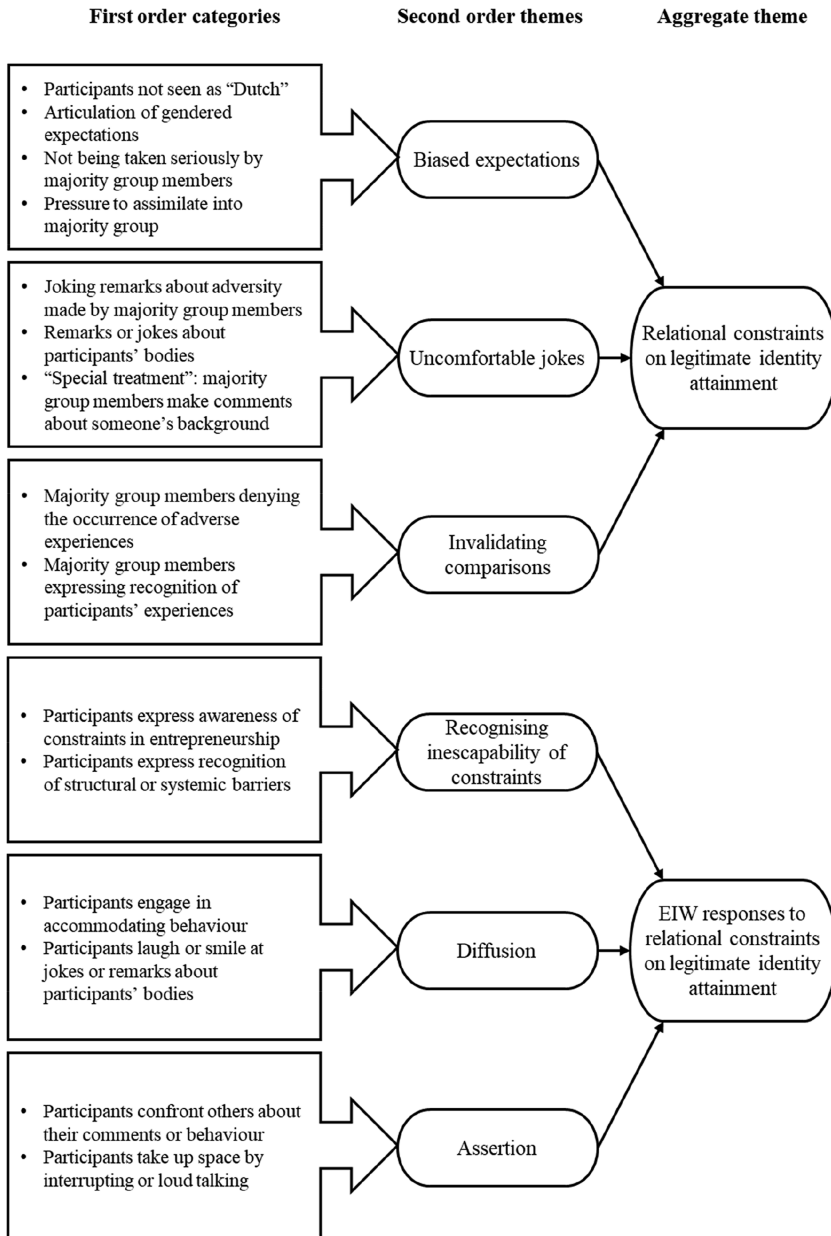 First order categories
Second order themes
Aggregate theme
• Participants not seen as “Dutch”
• Articulation of gendered
expectations
• Not being taken seriously by
majority group members
• Pressure to assimilate into
majority group
Biased expectations
• Joking remarks about adversity
made by majority group members
• Remarks or jokes about
participants’ bodies
• “Special treatment”: majority
group members make comments
about someone’s background
Uncomfortable jokes
Relational constraints
on legitimate identity
attainment
• Majority group members denying
the occurrence of adverse
experiences
• Majority group members
expressing recognition of
participants’ experiences
Invalidating
comparisons
• Participants express awareness of
constraints in entrepreneurship
• Participants express recognition
of structural or systemic barriers
Recognising
inescapability of
constraints
• Participants engage in
accommodating behaviour
• Participants laugh or smile at
jokes or remarks about
participants’ bodies
Diffusion
EIW responses to
relational constraints
on legitimate identity
attainment
• Participants confront others about
their comments or behaviour
• Participants take up space by
interrupting or loud talking
Assertion